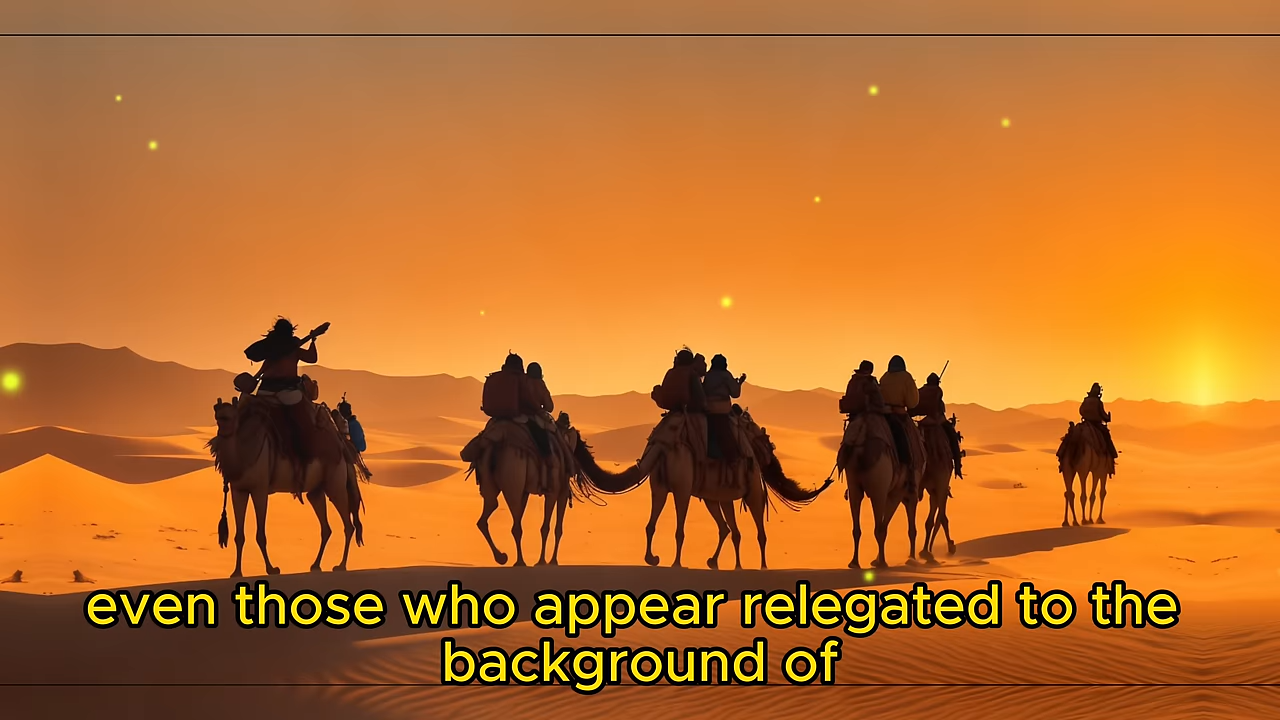 even those who appear relegated to the
background of